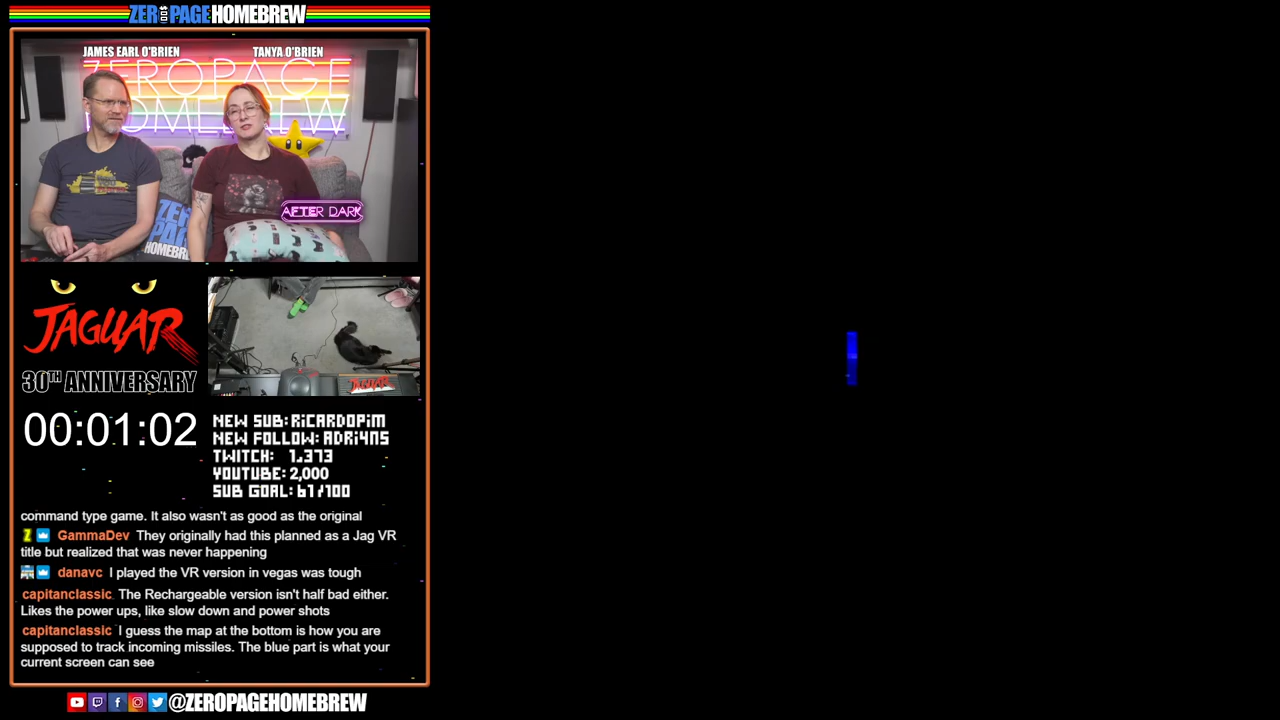 ZEROPAGE HOMEBREW
JAMES EARL O'BRIEN
TANYA O'BRIEN
ZEROPAGE
HOMEBREW
AFTER DARK
ZERO
PAGE
HOMEBREW
JAGUAR
30TH ANNIVERSARY
JAGUAR
00:01:02
NEW SUB: RICARDOPIM
NEW FOLLOW: ADRI4NS
TWITCH: 1,373
YOUTUBE: 2,000
SUB GOAL: 67/100
command type game. It also wasn't as good as the original
GammaDev They originally had this planned as a Jag VR
title but realized that was never happening
danavc I played the VR version in vegas was tough
capitanclassic The Rechargeable version isn't half bad either.
Likes the power ups, like slow down and power shots
capitanclassic I guess the map at the bottom is how you are
supposed to track incoming missiles. The blue part is what your
current screen can see
@ZEROPAGEHOMEBREW